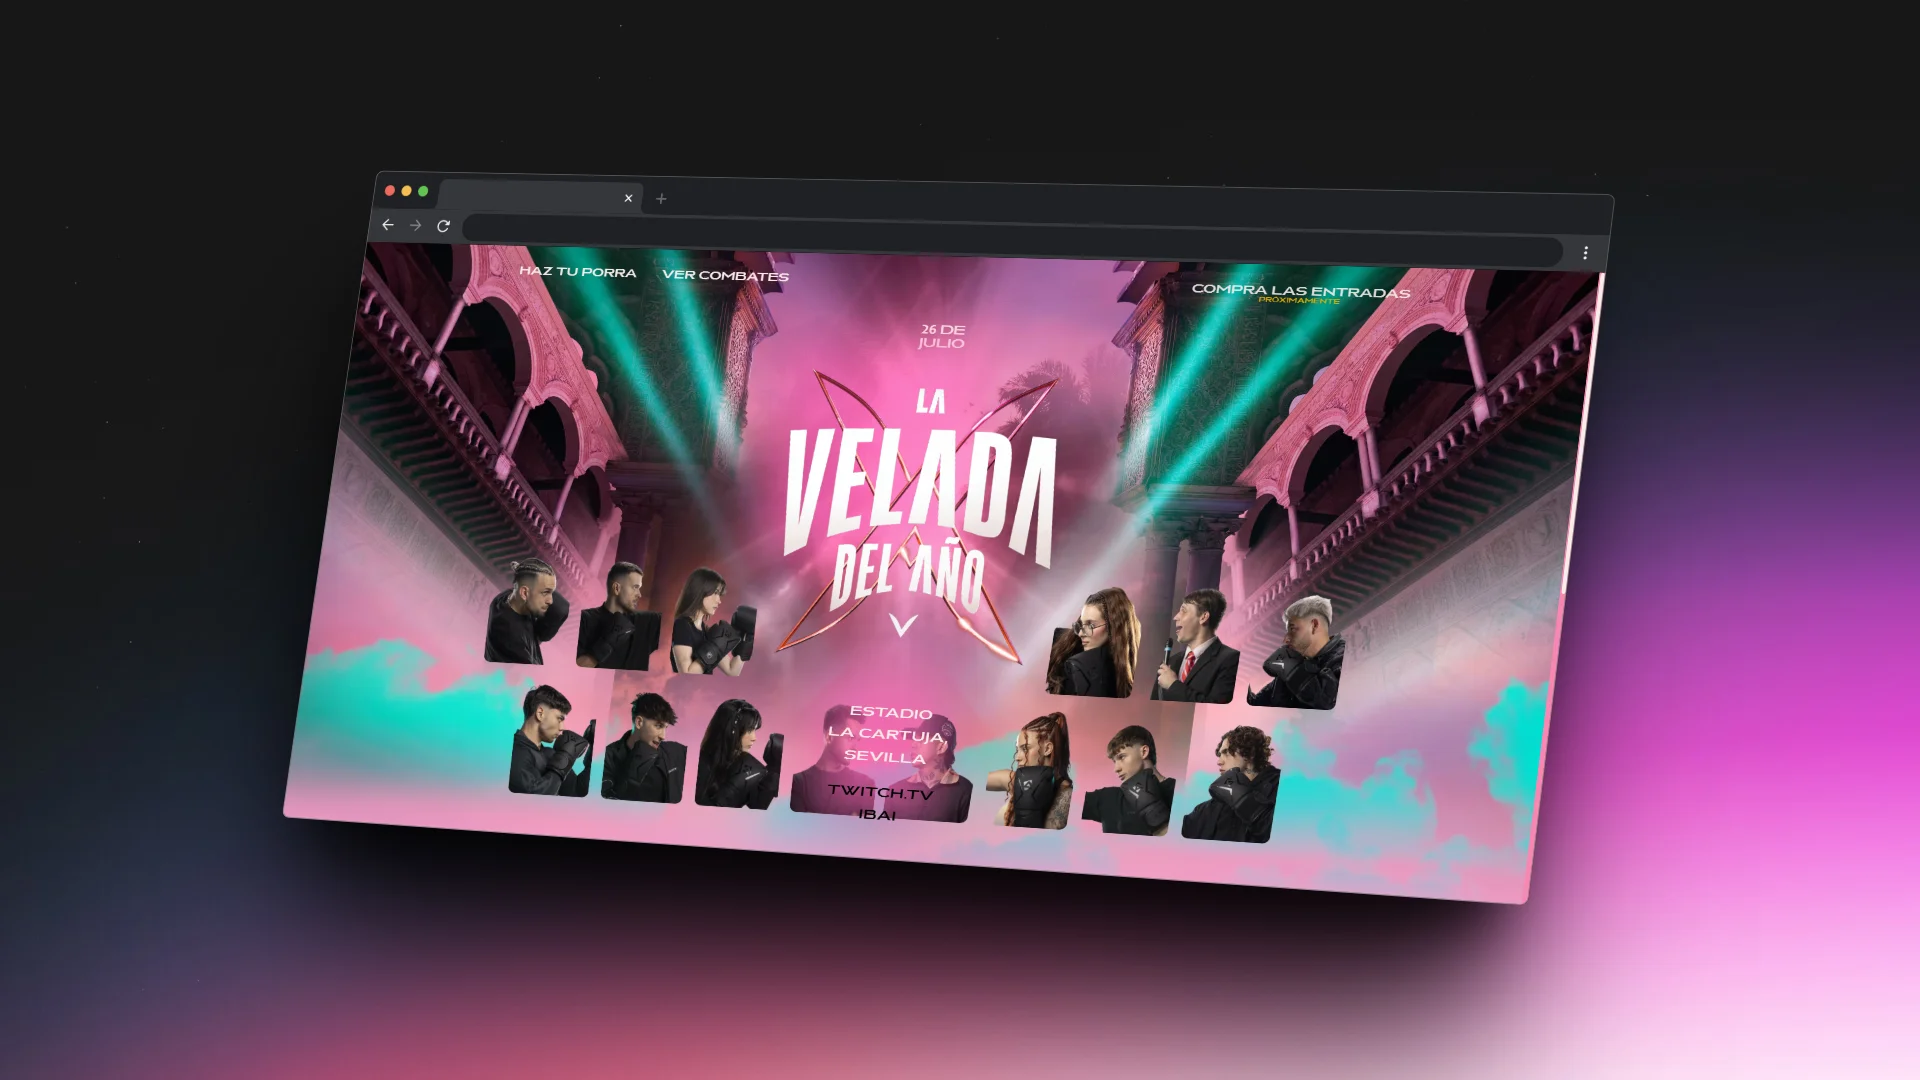 HAZ TU PORRA
VER COMBATES
COMPRA LAS ENTRADAS
PRÓXIMAMENTE
26 DE
JULIO
LA
VELADA
DEL AÑO
ESTADIO
LA CARTUJA,
SEVILLA
TWITCH.TV
IBAI